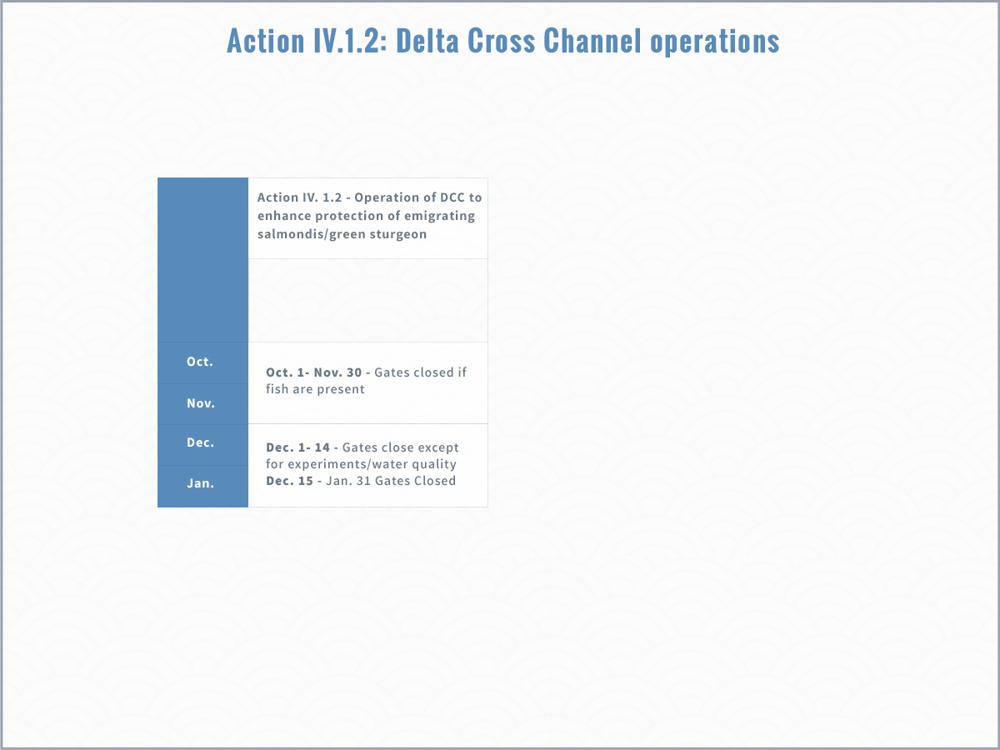 Action IV.1.2: Delta Cross Channel operations
Action IV. 1.2 - Operation of DCC to
enhance protection of emigrating
salmondis/green sturgeon
Oct.
Nov.
Oct. 1- Nov. 30 - Gates closed if
fish are present
Dec.
Jan.
Dec. 1- 14 - Gates close except
for experiments/water quality
Dec. 15 - Jan. 31 Gates Closed